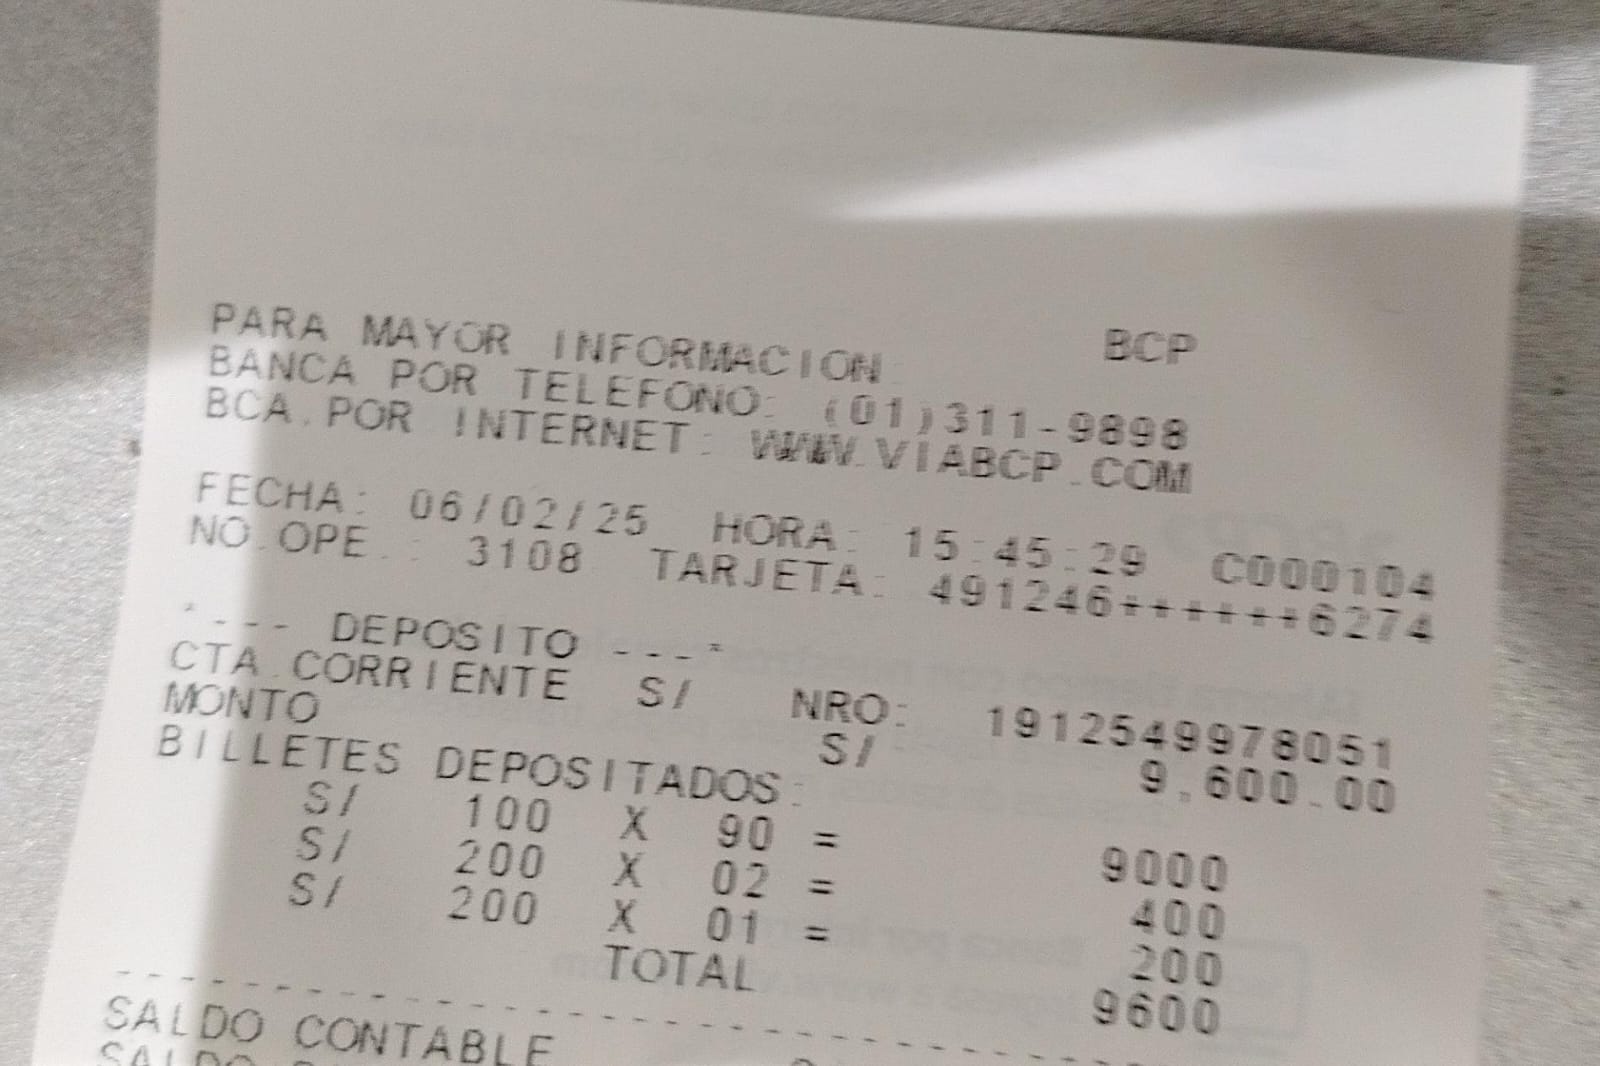 PARA MAYOR INFORMACION BCP
BANCA POR TELEFONO: (01)311-9898
BCA.POR INTERNET: WWW.VIABCP.COM
FECHA: 06/02/25 HORA: 15:45:29 C000104
NO.OPE.: 3108 TARJETA: 491246******6274
*---- DEPOSITO ----*
CTA.CORRIENTE S/ NRO: 1912549978051
MONTO S/ 9,600.00
BILLETES DEPOSITADOS:
S/ 100 X 90 = 9000
S/ 200 X 02 = 400
S/ 200 X 01 = 200
TOTAL 9600
SALDO CONTABLE
SALDO